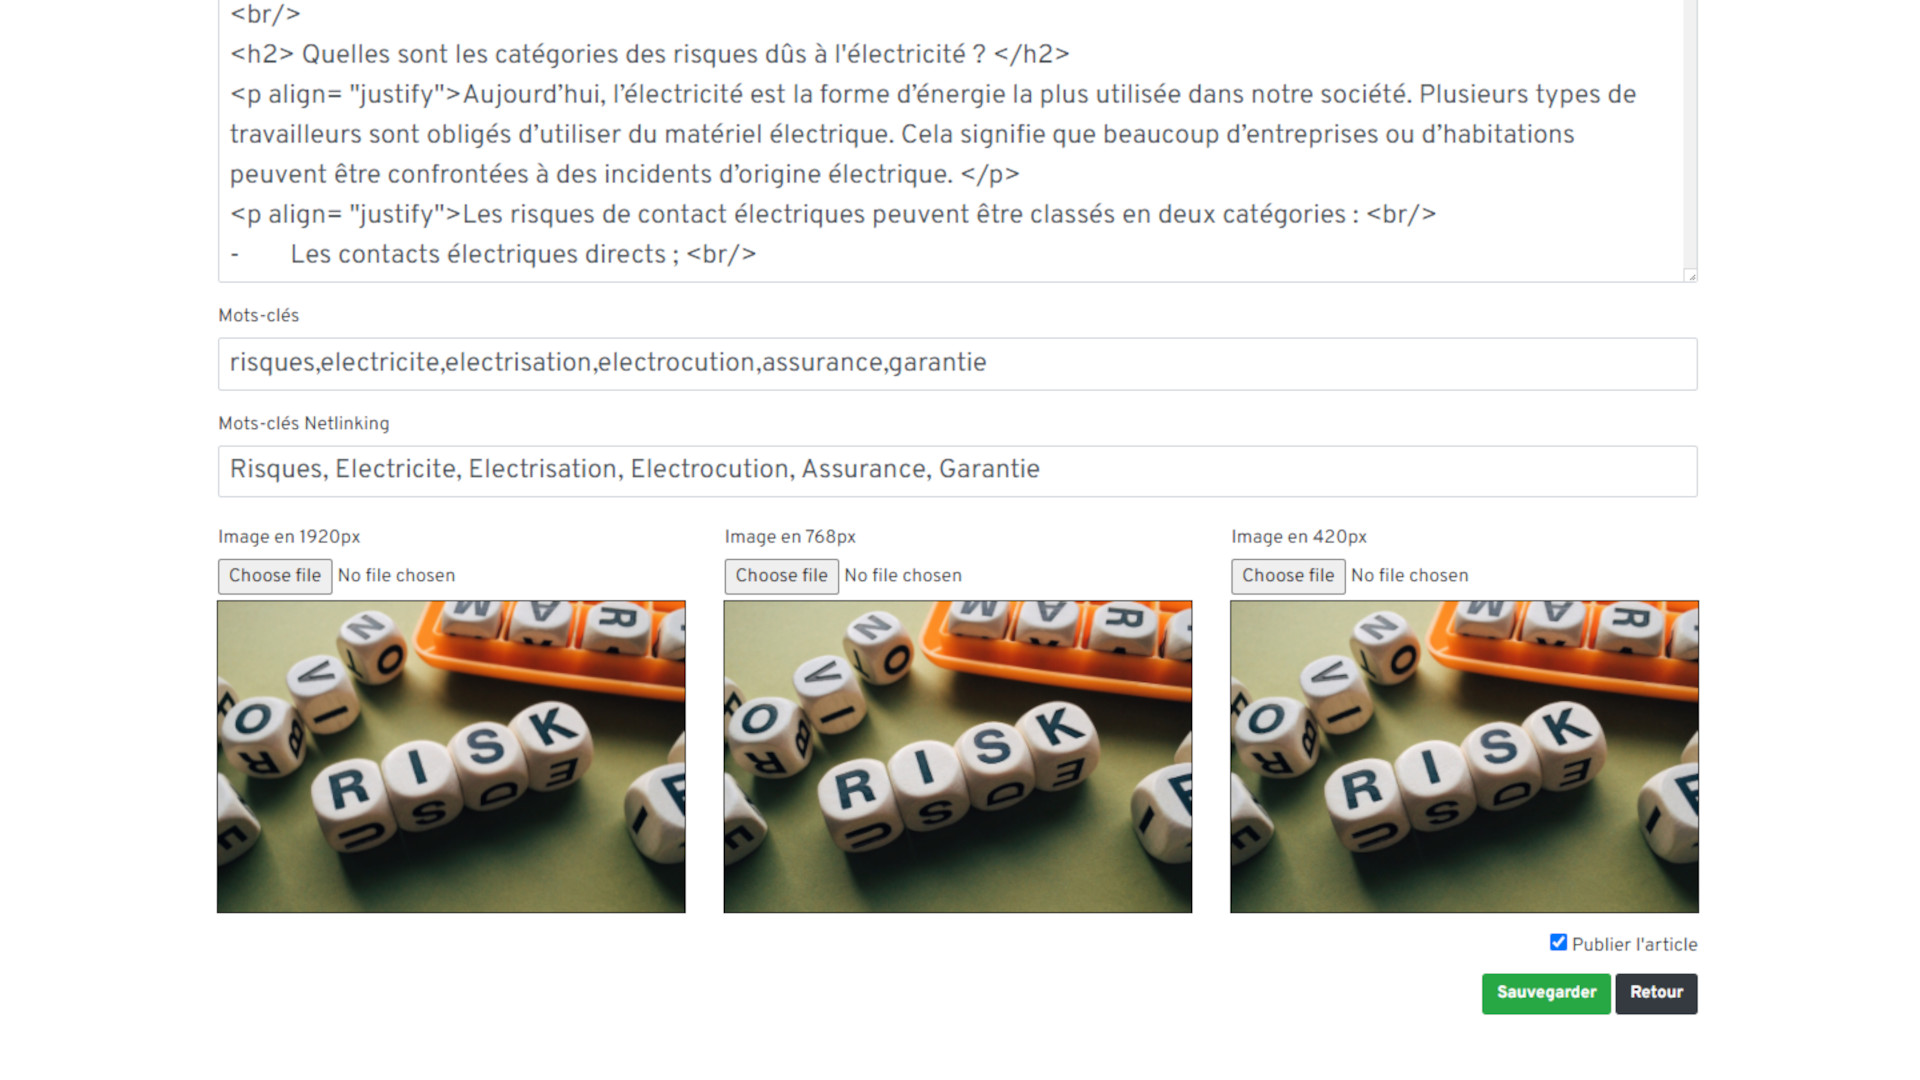 <br/>
<h2> Quelles sont les catégories des risques dûs à l'électricité ? </h2>
<p align= "justify">Aujourd’hui, l’électricité est la forme d’énergie la plus utilisée dans notre société. Plusieurs types de
travailleurs sont obligés d’utiliser du matériel électrique. Cela signifie que beaucoup d’entreprises ou d’habitations
peuvent être confrontées à des incidents d’origine électrique. </p>
<p align= "justify">Les risques de contact électriques peuvent être classés en deux catégories : <br/>
-	Les contacts électriques directs ; <br/>
Mots-clés
risques,electricite,electrisation,electrocution,assurance,garantie
Mots-clés Netlinking
Risques, Electricite, Electrisation, Electrocution, Assurance, Garantie
Image en 1920px
Choose file No file chosen
Image en 768px
Choose file No file chosen
Image en 420px
Choose file No file chosen
RISK
RISK
RISK
Publier l'article
Sauvegarder
Retour